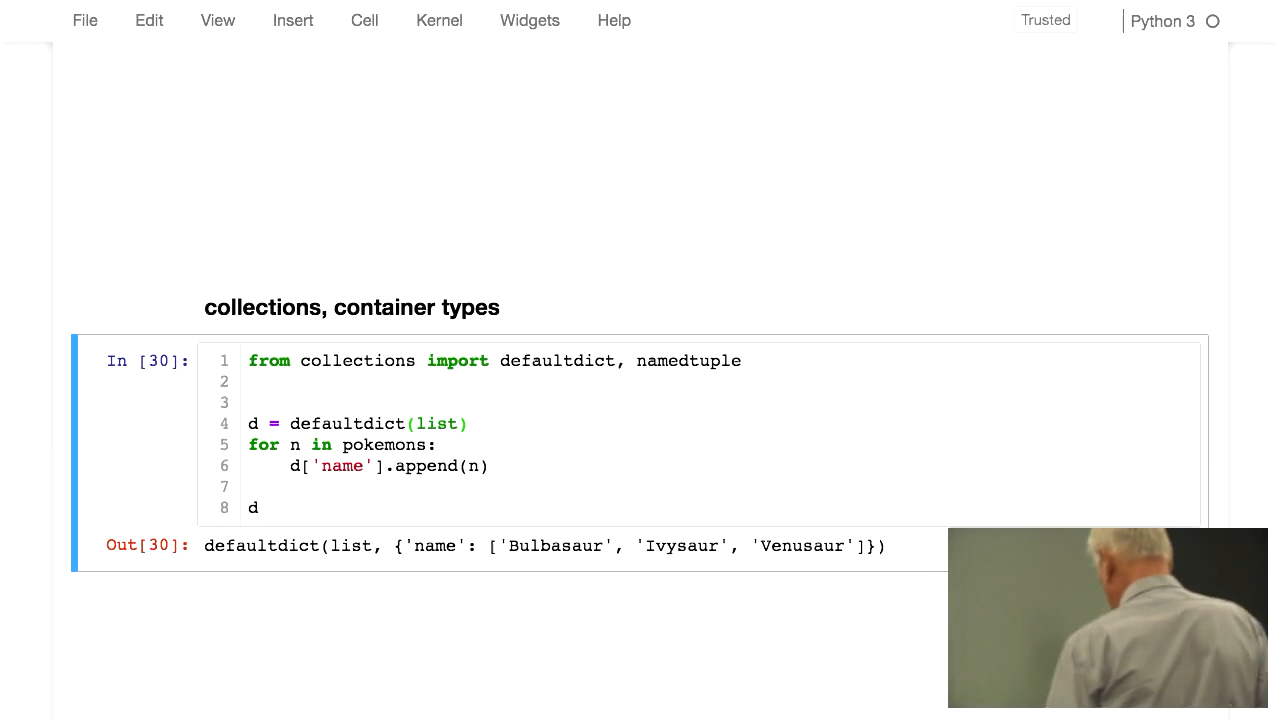 File Edit View Insert Cell Kernel Widgets Help Trusted Python 3
collections, container types
In [30]:
1 from collections import defaultdict, namedtuple
2
3
4 d = defaultdict(list)
5 for n in pokemons:
6 d['name'].append(n)
7
8 d
Out[30]: defaultdict(list, {'name': ['Bulbasaur', 'Ivysaur', 'Venusaur']})